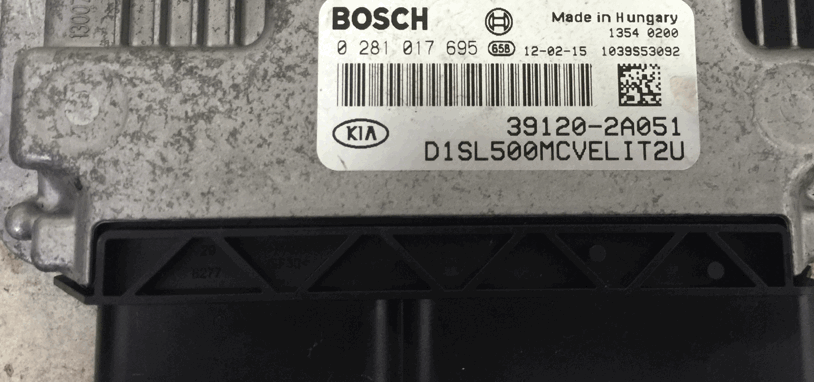 BOSCH
Made in Hungary
1354 0200
0 281 017 695 658 12-02-15 1039S53092
KIA
39120-2A051
D1SL500MCVELIT2U